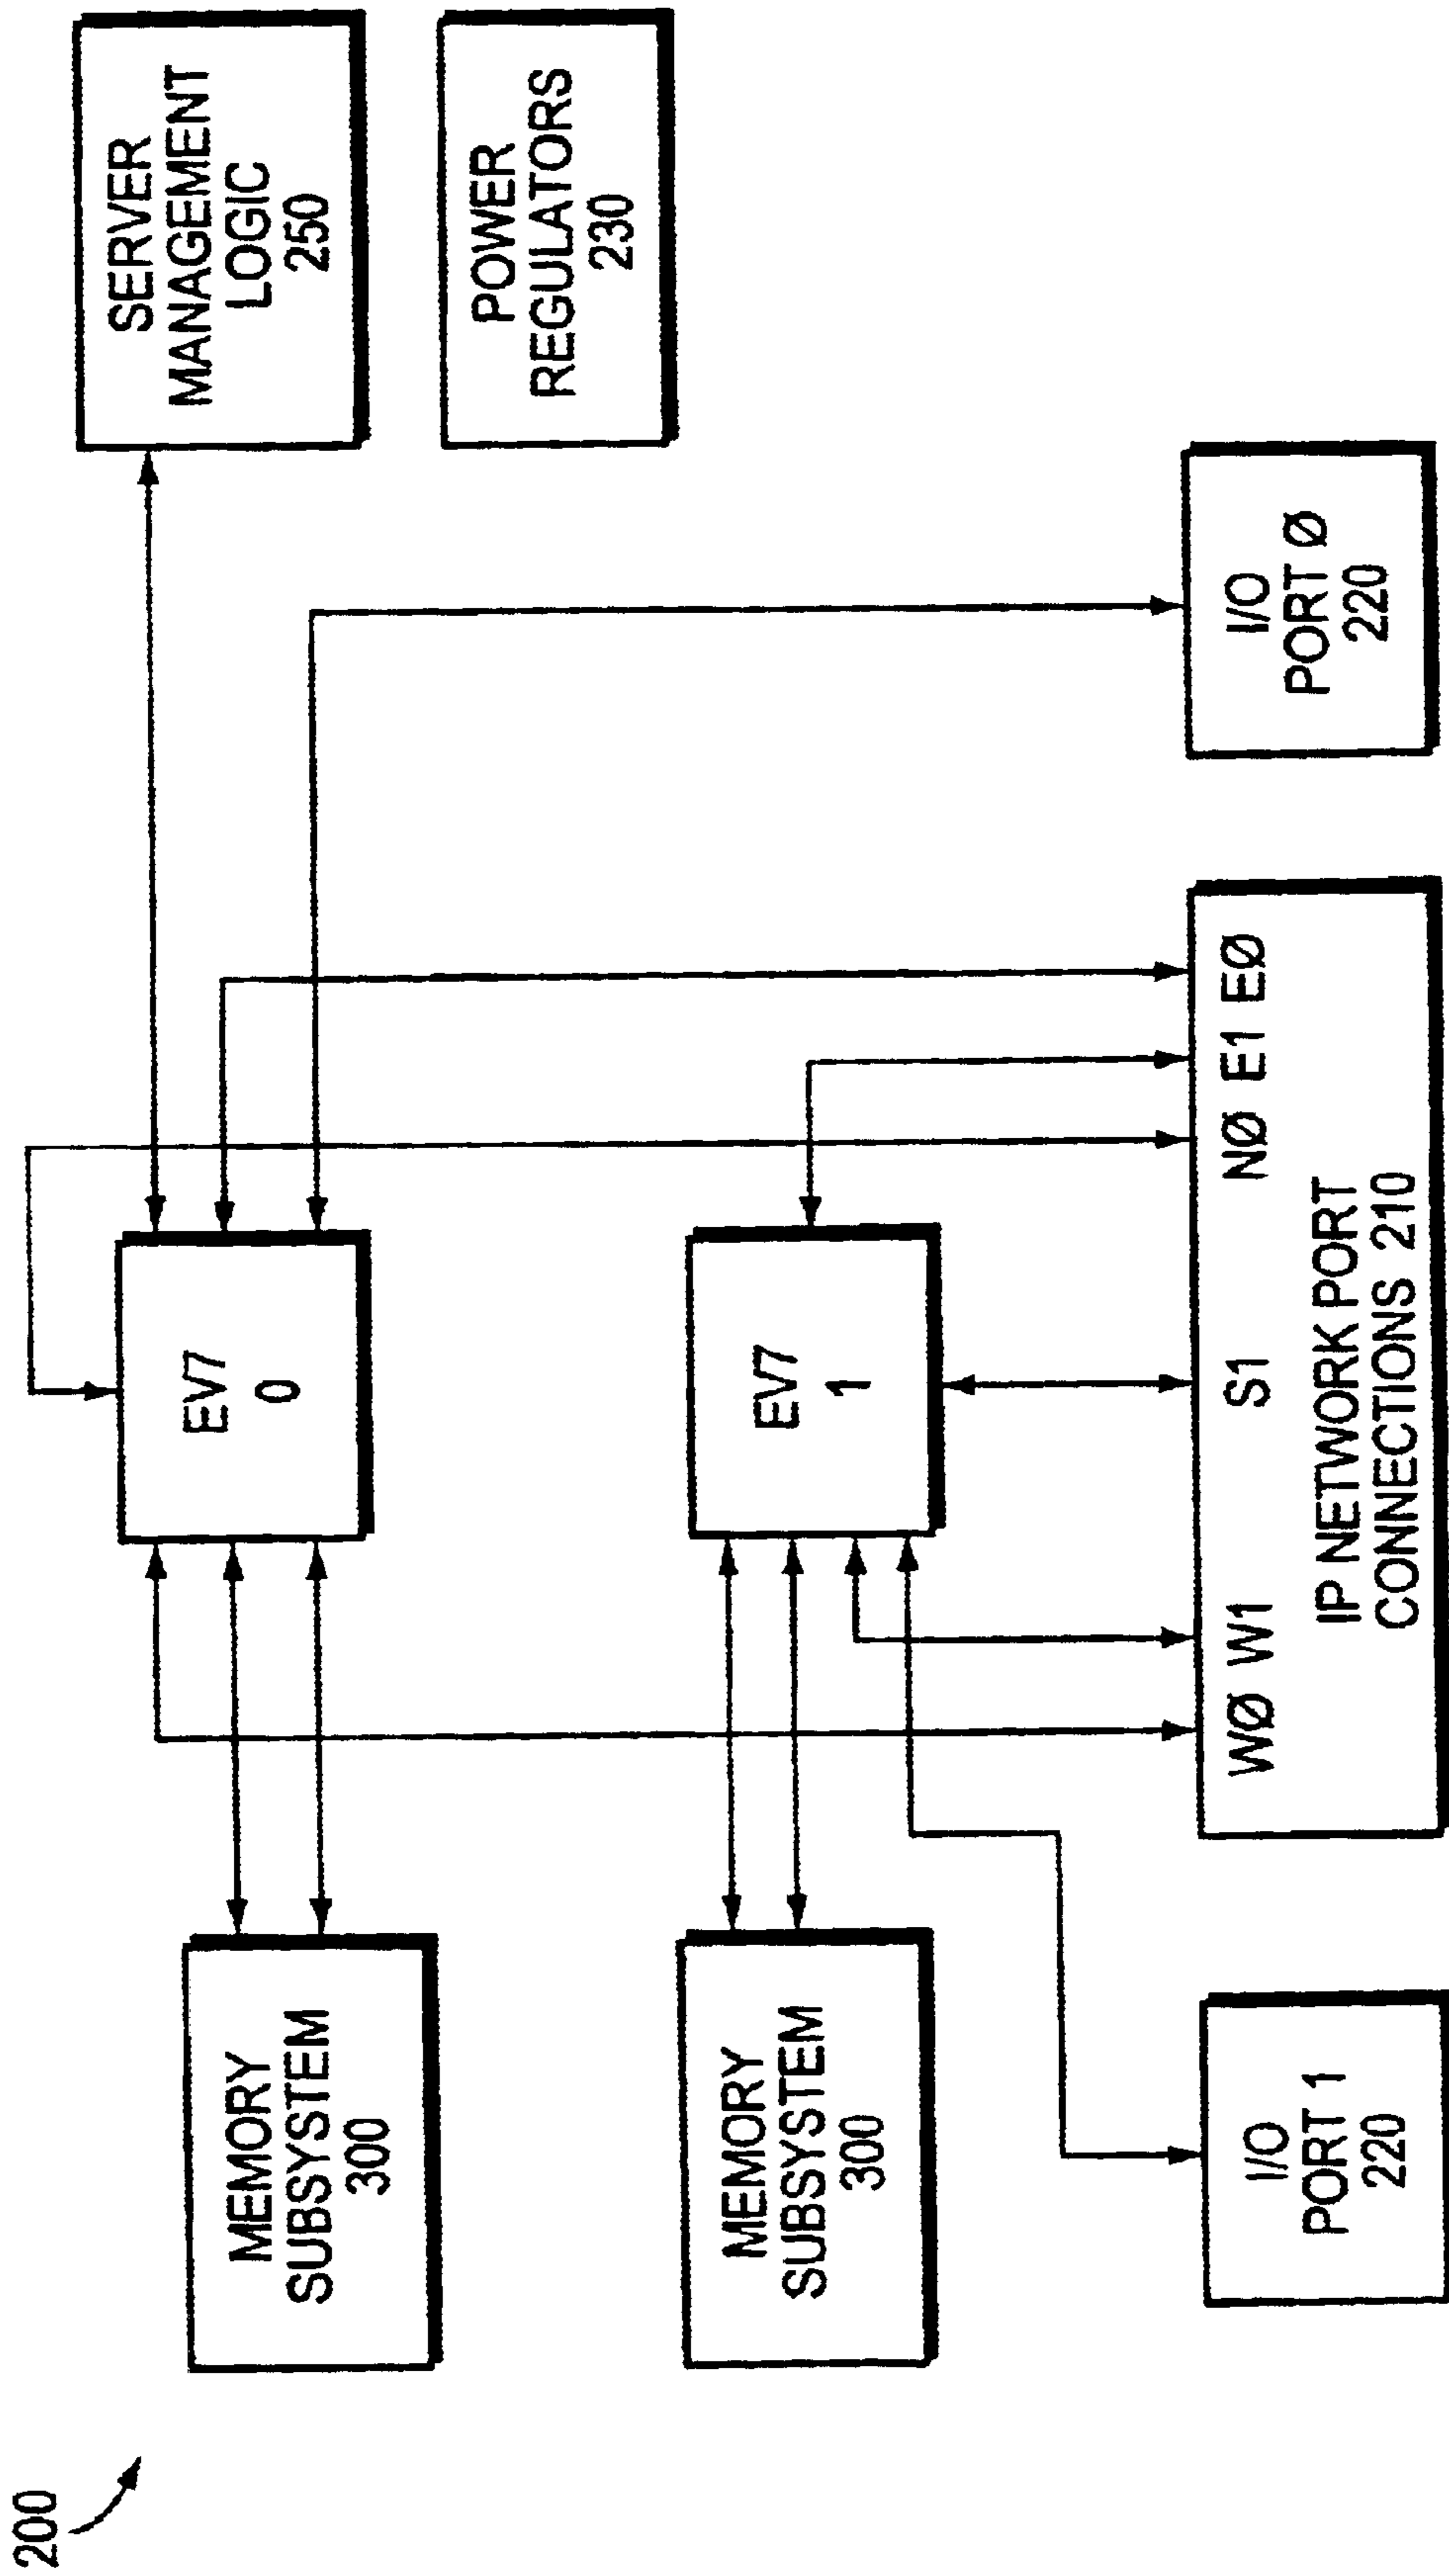 200
MEMORY
SUBSYSTEM
300
EV7
0
SERVER
MANAGEMENT
LOGIC
250
POWER
REGULATORS
230
MEMORY
SUBSYSTEM
300
EV7
1
I/O
PORT 1
220
WØ W1 S1 NØ E1 EØ
IP NETWORK PORT
CONNECTIONS 210
I/O
PORT Ø
220